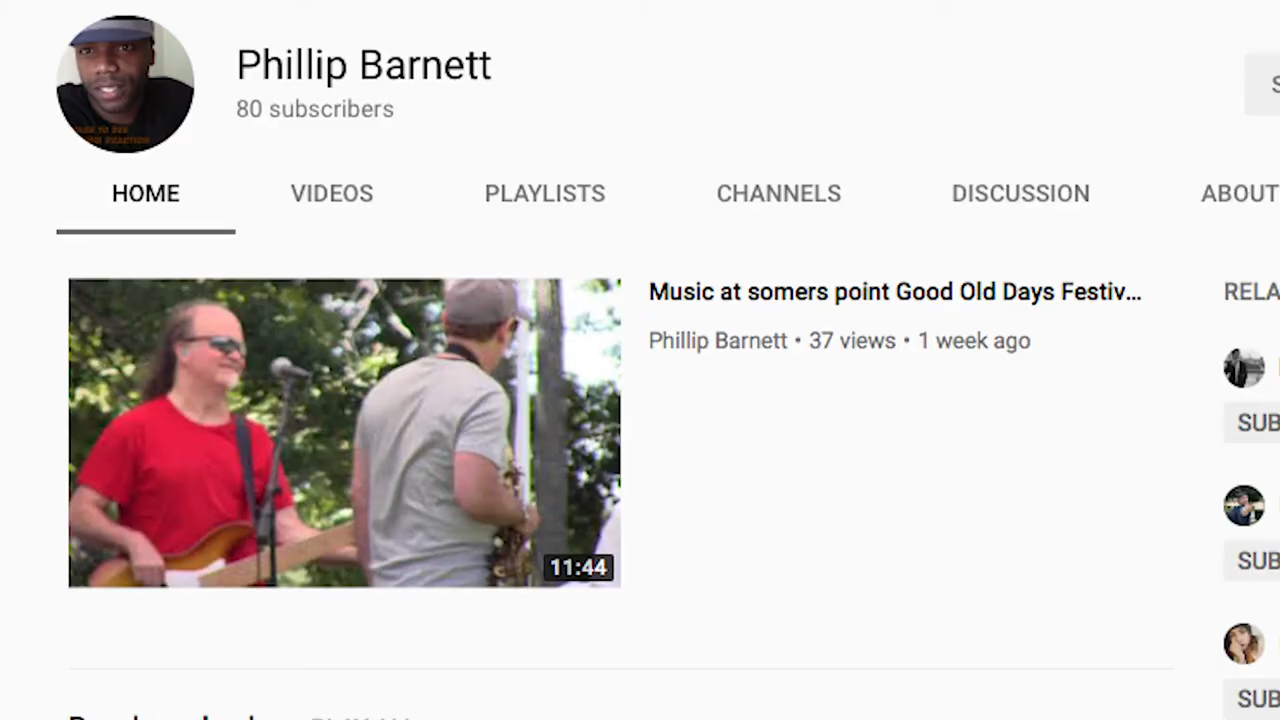 Phillip Barnett
80 subscribers
HOME VIDEOS PLAYLISTS CHANNELS DISCUSSION ABOUT
Music at somers point Good Old Days Festiv...
RELA
Phillip Barnett • 37 views • 1 week ago
SUB
11:44
SUB
SUB